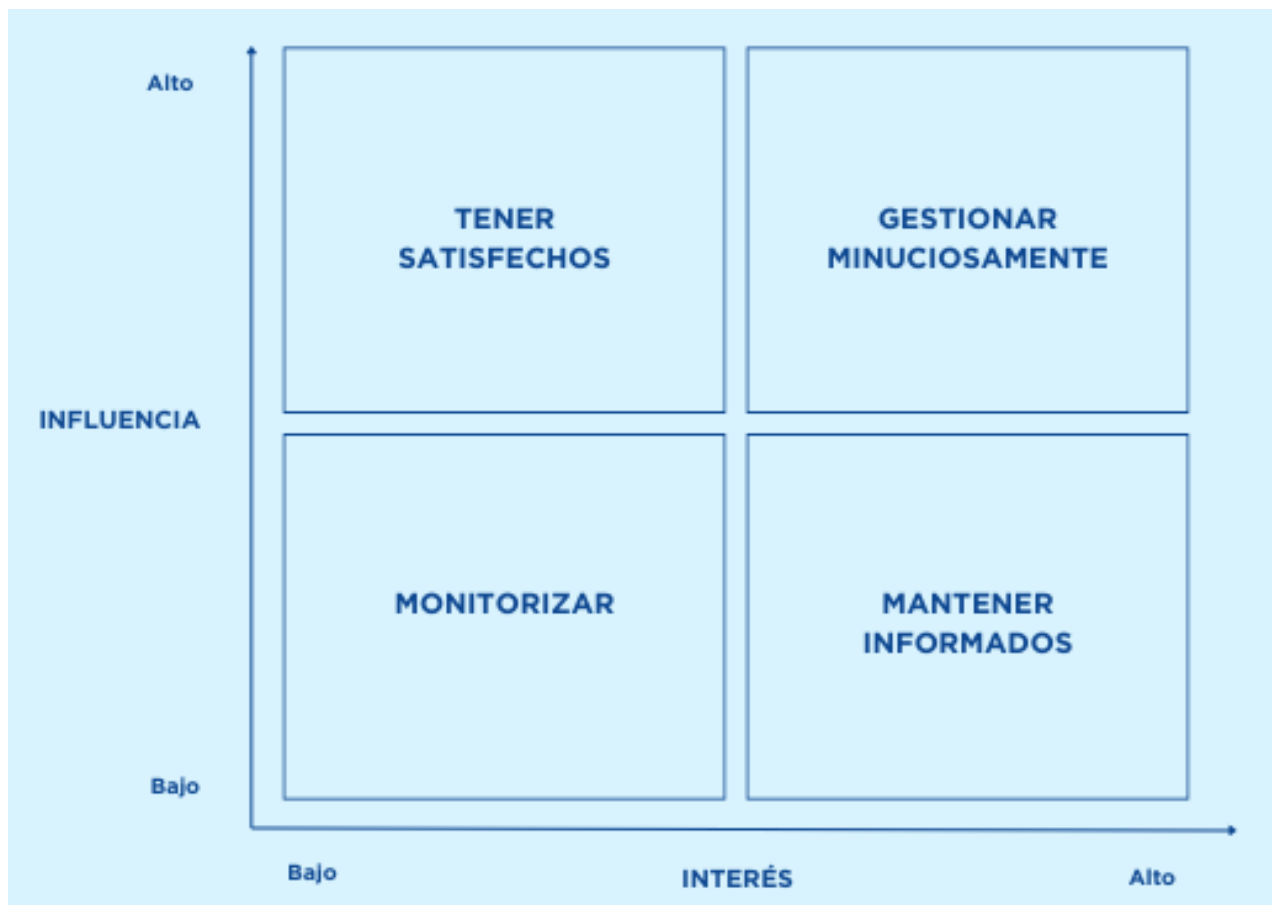 Alto
TENER
SATISFECHOS
GESTIONAR
MINUCIOSAMENTE
INFLUENCIA
MONITORIZAR
MANTENER
INFORMADOS
Bajo
Bajo
INTERÉS
Alto